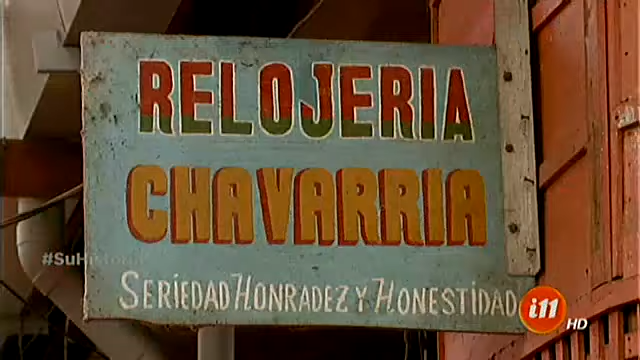 RELOJERIA
CHAVARRIA
#SuHistoria
SERIEDAD HONRADEZ Y HONESTIDAD
i11
HD